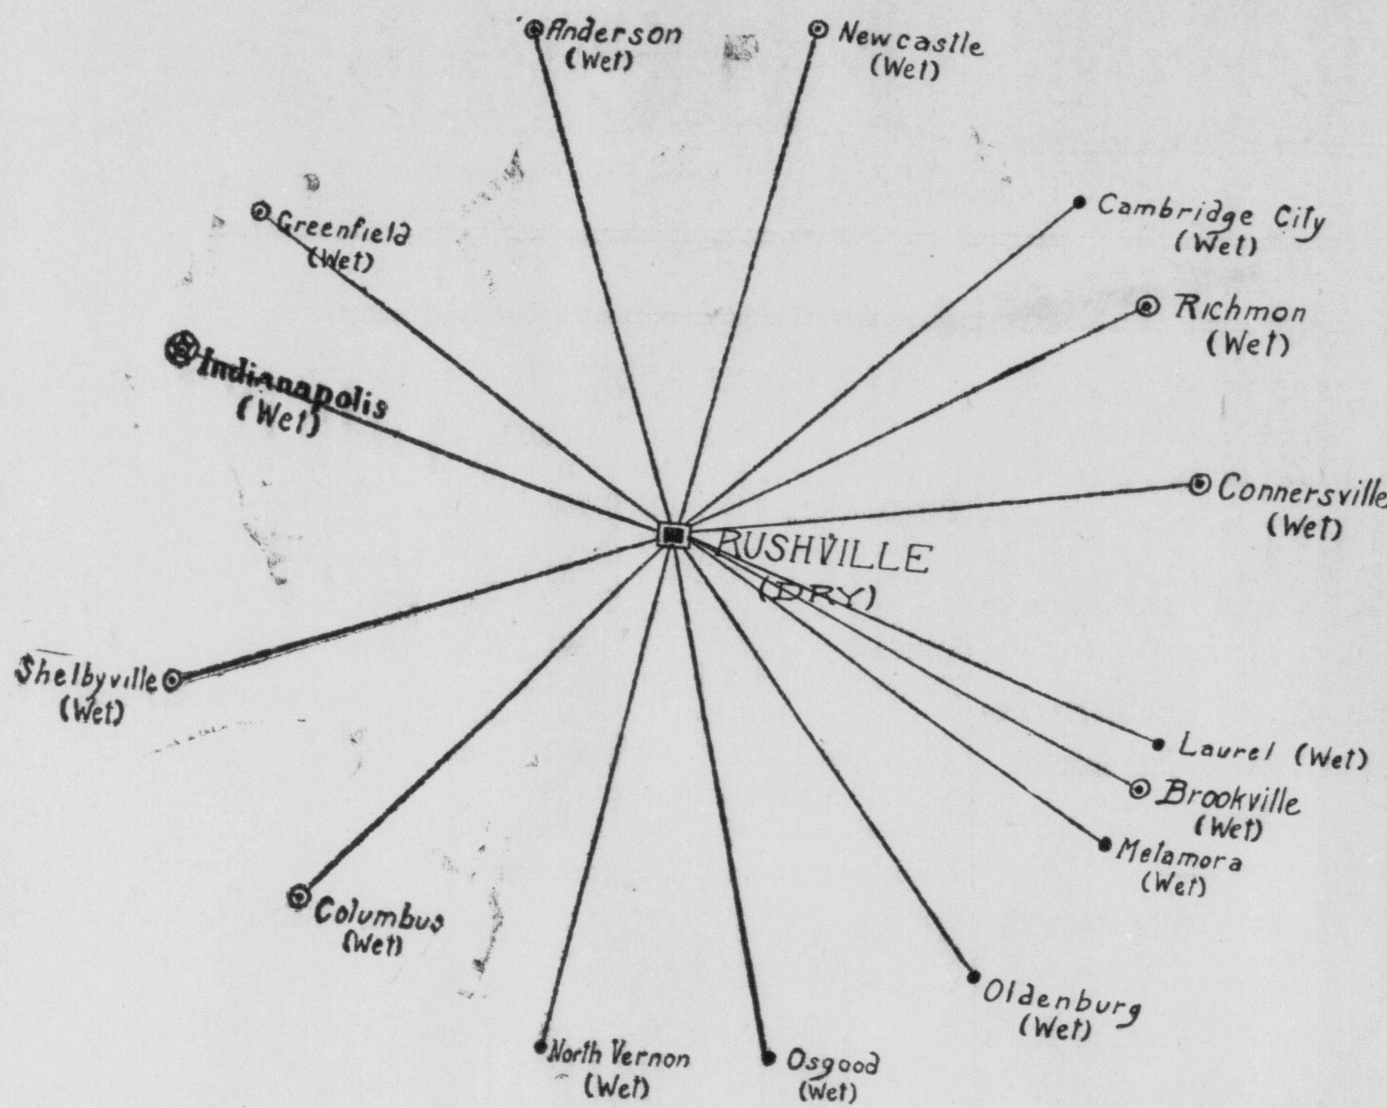 Anderson
(Wet)
Newcastle
(Wet)
Cambridge City
(Wet)
Greenfield
(Wet)
Richmon
(Wet)
Indianapolis
(Wet)
Connersville
(Wet)
RUSHVILLE
(DRY)
Shelbyville
(Wet)
Laurel (Wet)
Brookville
(Wet)
Metamora
(Wet)
Columbus
(Wet)
Oldenburg
(Wet)
North Vernon
(Wet)
Osgood
(Wet)